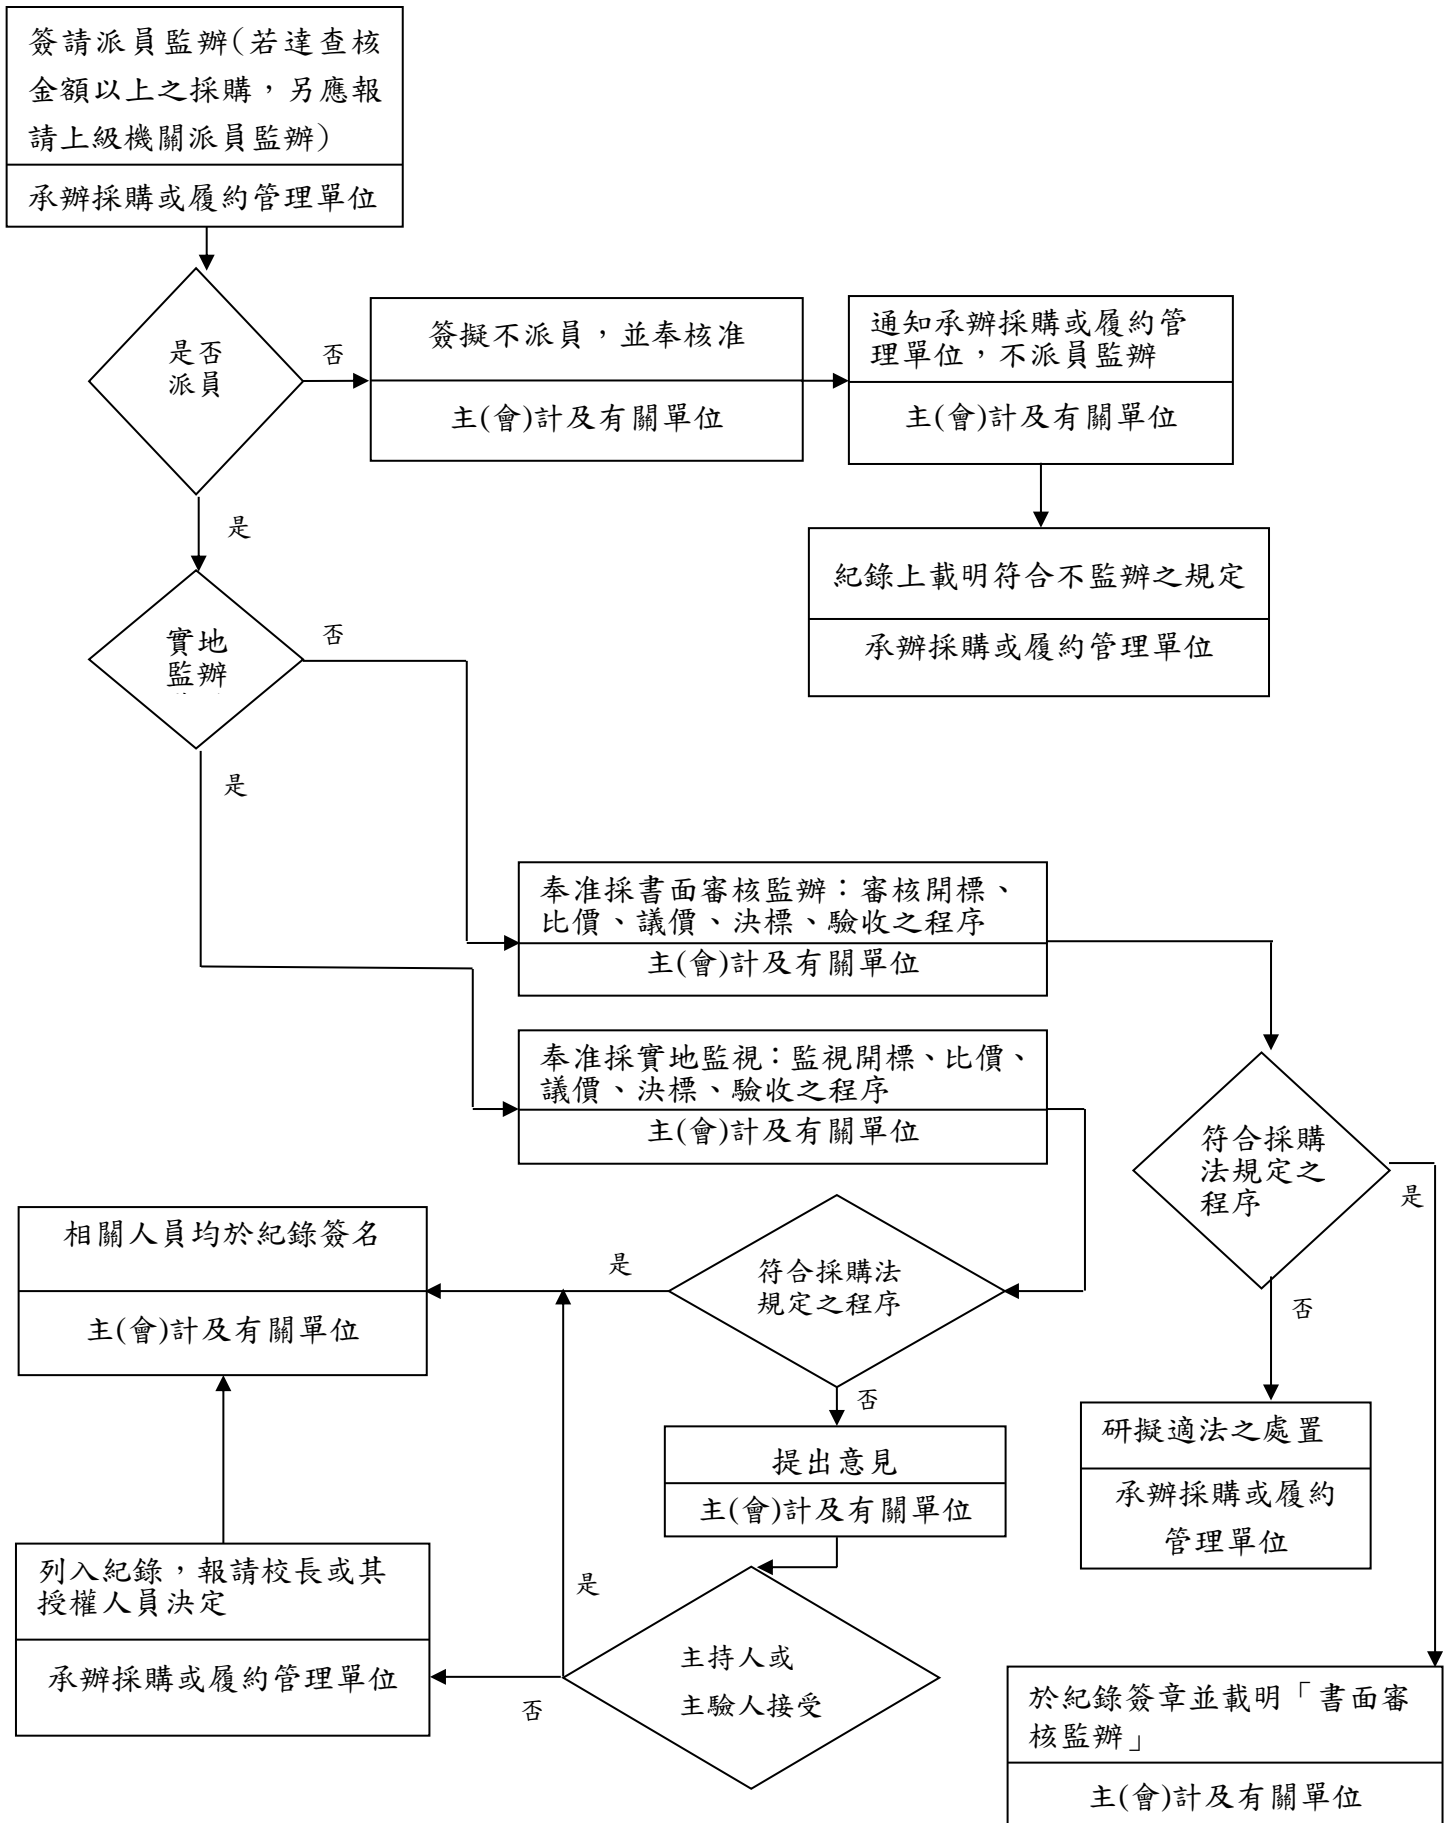 簽請派員監辦(若達查核
金額以上之採購，另應報
請上級機關派員監辦)
承辦採購或履約管理單位
是否
派員
否
簽擬不派員，並奉核准
主(會)計及有關單位
通知承辦採購或履約管
理單位，不派員監辦
主(會)計及有關單位
是
紀錄上載明符合不監辦之規定
承辦採購或履約管理單位
實地
監辦
否
是
奉准採書面審核監辦：審核開標、
比價、議價、決標、驗收之程序
主(會)計及有關單位
奉准採實地監視：監視開標、比價、
議價、決標、驗收之程序
主(會)計及有關單位
符合採購
法規定之
程序
是
否
相關人員均於紀錄簽名
主(會)計及有關單位
是
符合採購法
規定之程序
否
提出意見
主(會)計及有關單位
研擬適法之處置
承辦採購或履約
管理單位
列入紀錄，報請校長或其
授權人員決定
承辦採購或履約管理單位
是
否
主持人或
主驗人接受
於紀錄簽章並載明「書面審
核監辦」
主(會)計及有關單位